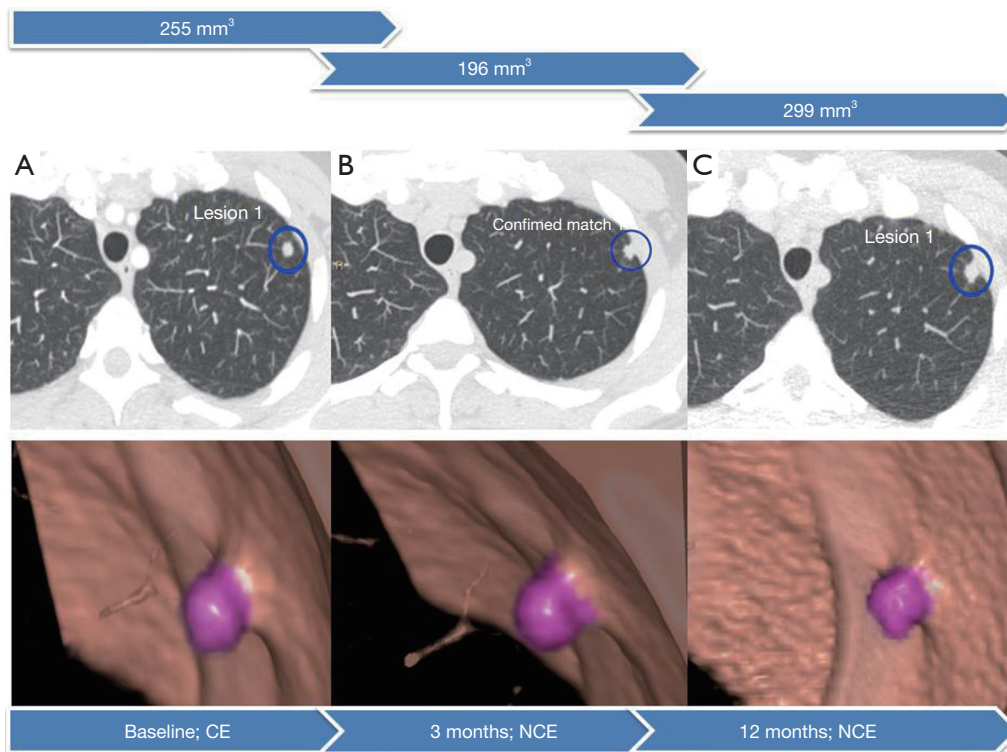 255 mm³
196 mm³
299 mm³
A
B
C
Lesion 1
Confimed match
Lesion 1
Baseline; CE
3 months; NCE
12 months; NCE